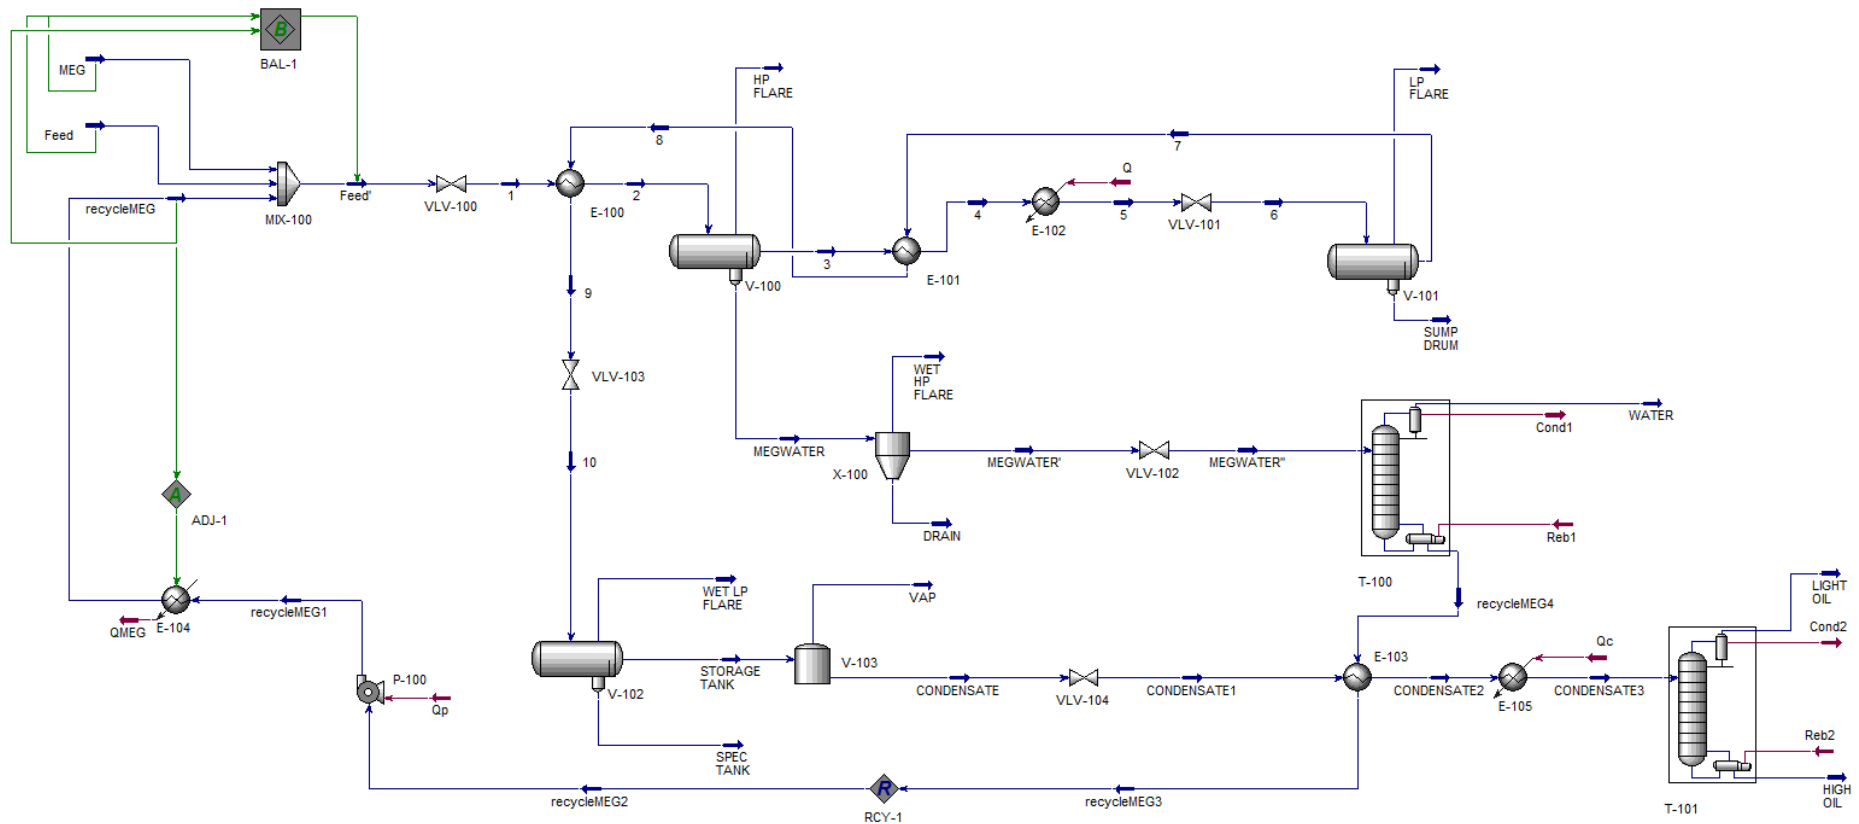 B
BAL-1
MEG
HP
FLARE
LP
FLARE
Feed
8
7
Q
recycleMEG
MIX-100
Feed'
VLV-100
1
E-100
2
4
E-102
5
VLV-101
6
3
E-101
V-100
V-101
9
SUMP
DRUM
VLV-103
WET
HP
FLARE
WATER
Cond1
MEGWATER
X-100
MEGWATER'
VLV-102
MEGWATER"
10
A
ADJ-1
DRAIN
Reb1
T-100
WET LP
FLARE
VAP
LIGHT
OIL
recycleMEG4
recycleMEG1
QMEG
E-104
Cond2
V-103
E-103
Qc
STORAGE
TANK
P-100
Qp
V-102
CONDENSATE
VLV-104
CONDENSATE1
CONDENSATE2
E-105
CONDENSATE3
Reb2
SPEC
TANK
R
recycleMEG2
RCY-1
recycleMEG3
HIGH
OIL
T-101